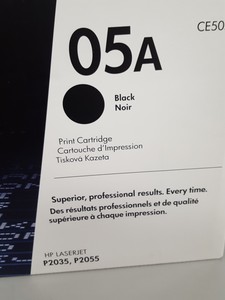 05A
CE50
Black
Noir
Print Cartridge
Cartouche d'Impression
Tisková Kazeta
Superior, professional results. Every time.
Des résultats professionnels et de qualité
supérieure à chaque impression.
HP LASERJET
P2035, P2055